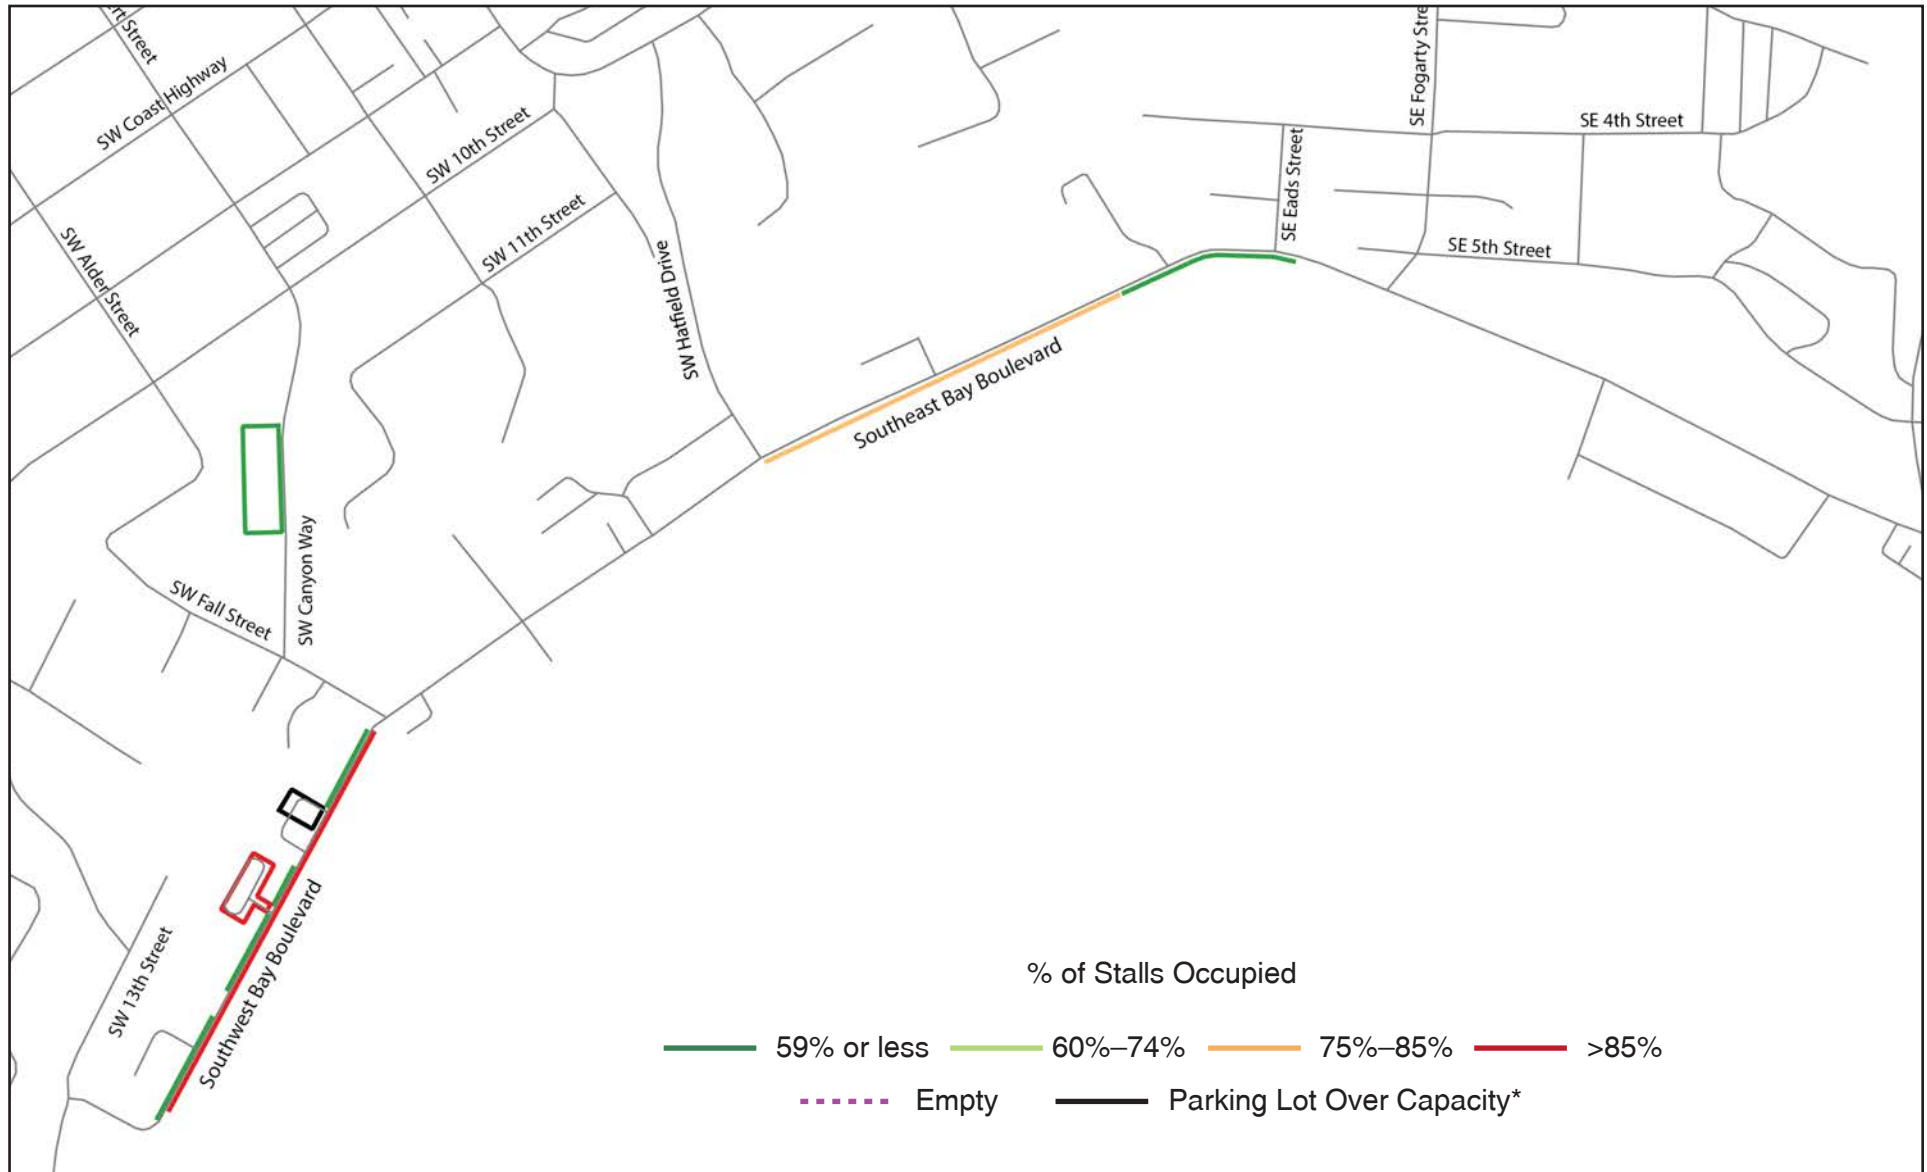 rt Street
SW Coast Highway
SW 10th Street
SW 11th Street
SW Alder Street
SW Hatfield Drive
SE Fogarty Stre
SE 4th Street
SE Eads Street
SE 5th Street
Southeast Bay Boulevard
SW Canyon Way
SW Fall Street
SW 13th Street
Southwest Bay Boulevard
% of Stalls Occupied
59% or less
60%–74%
75%–85%
>85%
Empty
Parking Lot Over Capacity*